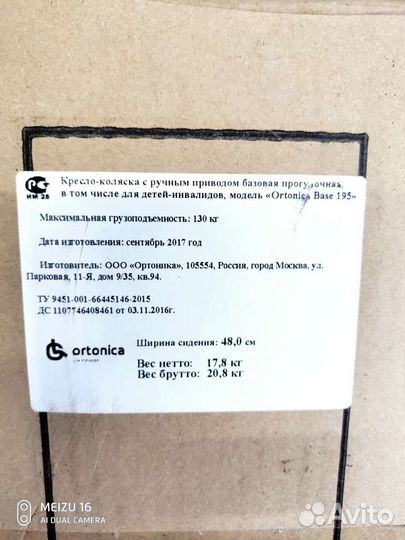 Кресло-коляска с ручным приводом базовая прогулочная,
в том числе для детей-инвалидов, модель «Ortonica Base 195»
ИМ 28
Максимальная грузоподъемность: 130 кг
Дата изготовления: сентябрь 2017 год
Изготовитель: ООО «Ортоника», 105554, Россия, город Москва, ул.
Парковая, 11-Я, дом 9/35, кв.94.
ТУ 9451-001-66445146-2015
ДС 1107746408461 от 03.11.2016г.
ortonica
Ширина сидения: 48,0 см
Вес нетто: 17,8 кг
Вес брутто: 20,8 кг
MEIZU 16
AI DUAL CAMERA
Avito